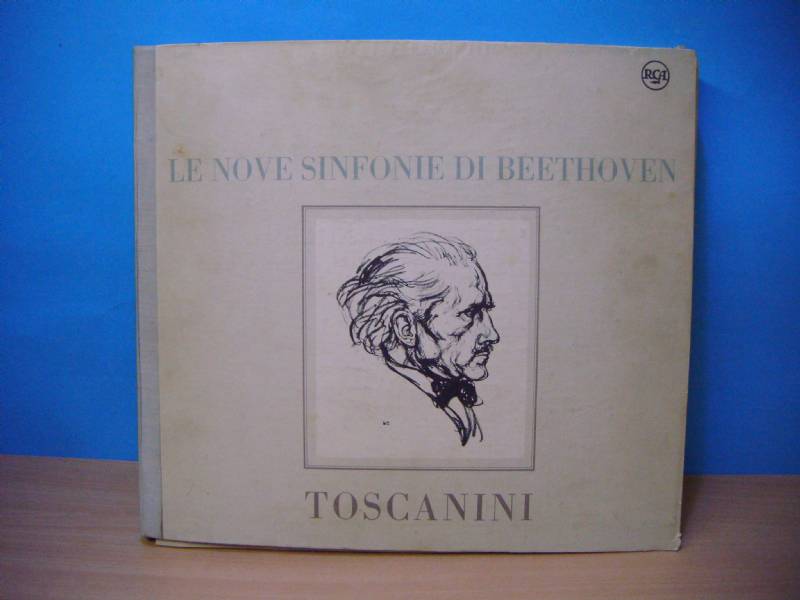 RCA
LE NOVE SINFONIE DI BEETHOVEN
TOSCANINI